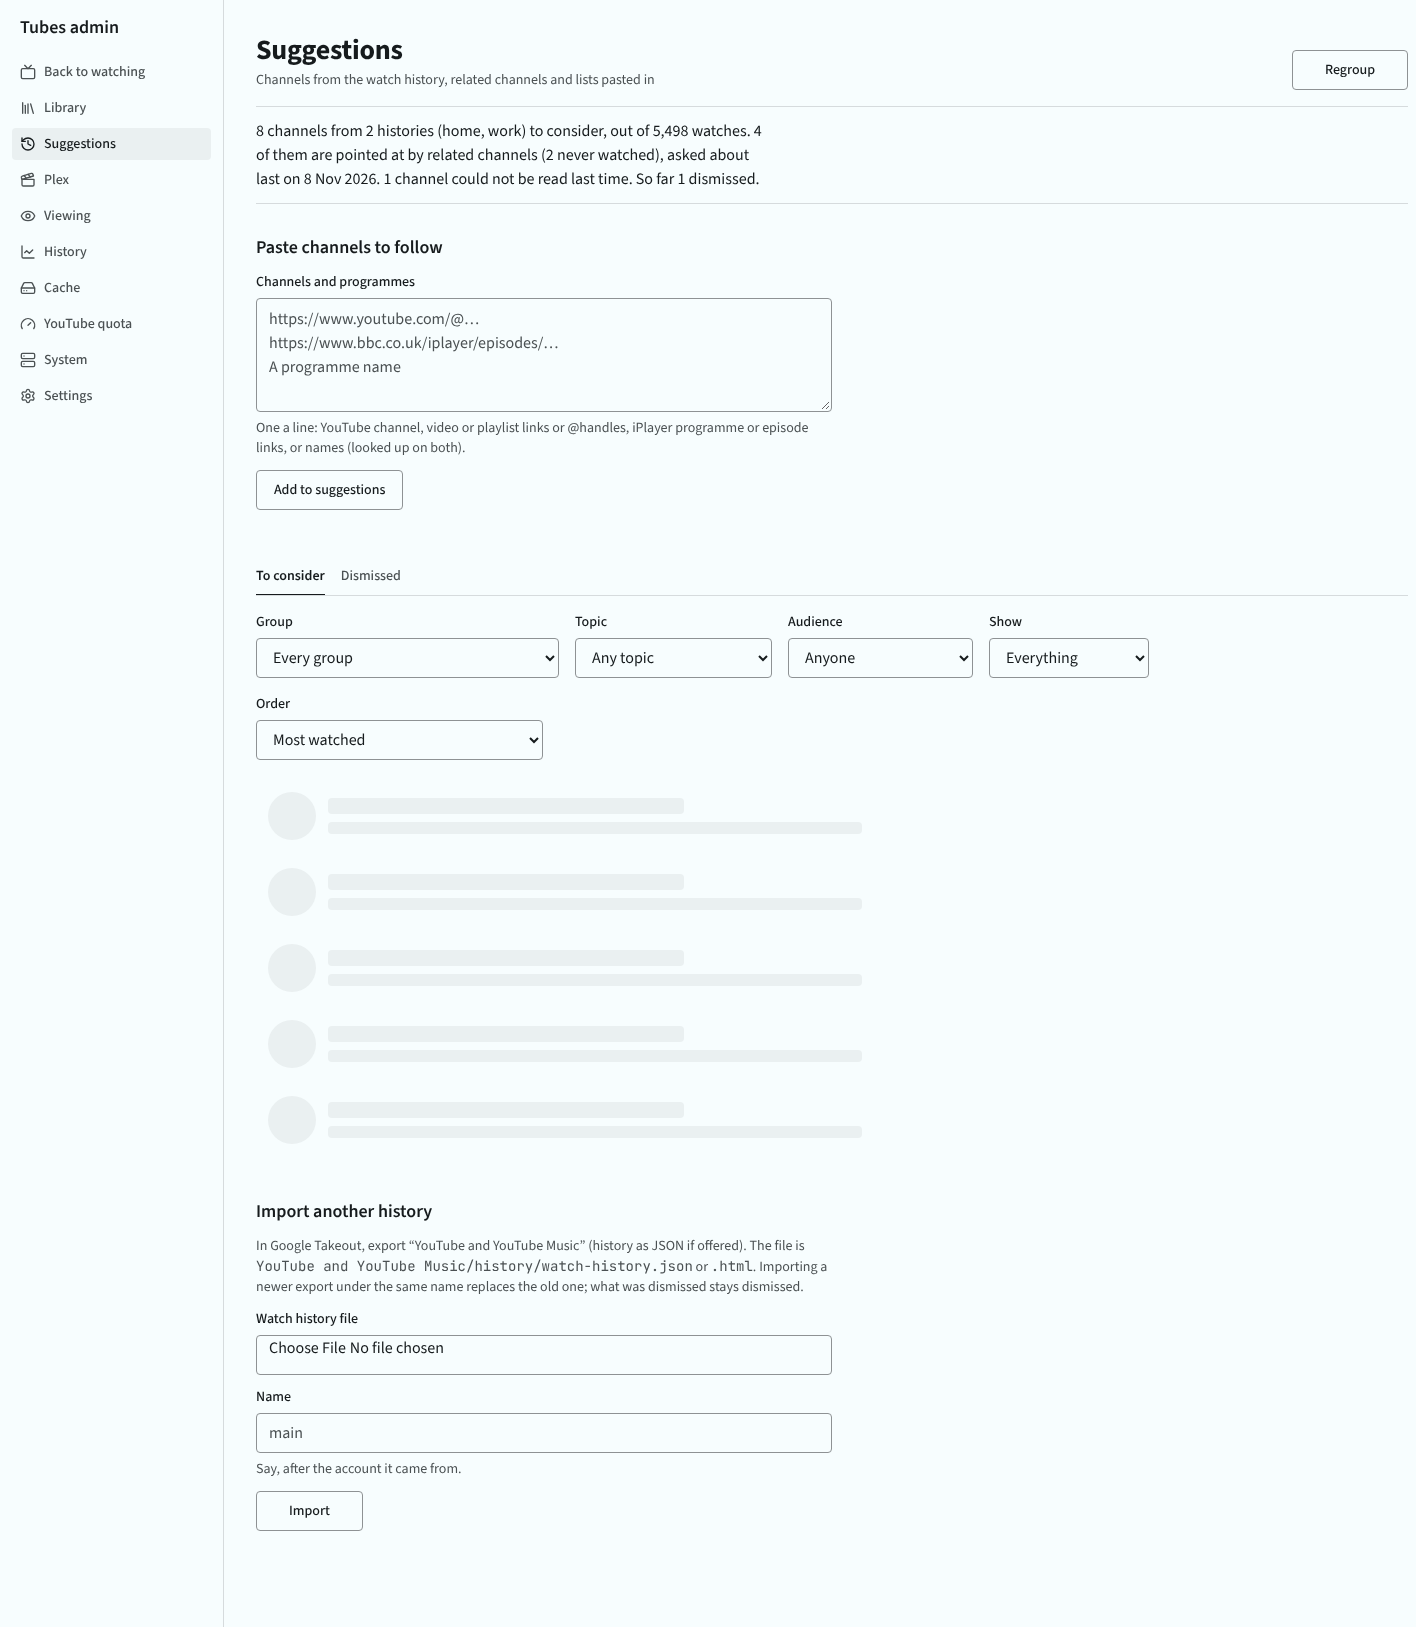 Tubes admin
Back to watching
Library
Suggestions
Plex
Viewing
History
Cache
YouTube quota
System
Settings
Suggestions
Channels from the watch history, related channels and lists pasted in
Regroup
8 channels from 2 histories (home, work) to consider, out of 5,498 watches. 4
of them are pointed at by related channels (2 never watched), asked about
last on 8 Nov 2026. 1 channel could not be read last time. So far 1 dismissed.
Paste channels to follow
Channels and programmes
https://www.youtube.com/@…
https://www.bbc.co.uk/iplayer/episodes/…
A programme name
One a line: YouTube channel, video or playlist links or @handles, iPlayer programme or episode
links, or names (looked up on both).
Add to suggestions
To consider Dismissed
Group Topic Audience Show
Every group Any topic Anyone Everything
Order
Most watched
Import another history
In Google Takeout, export “YouTube and YouTube Music” (history as JSON if offered). The file is
YouTube and YouTube Music/history/watch-history.json or .html. Importing a
newer export under the same name replaces the old one; what was dismissed stays dismissed.
Watch history file
Choose File No file chosen
Name
main
Say, after the account it came from.
Import